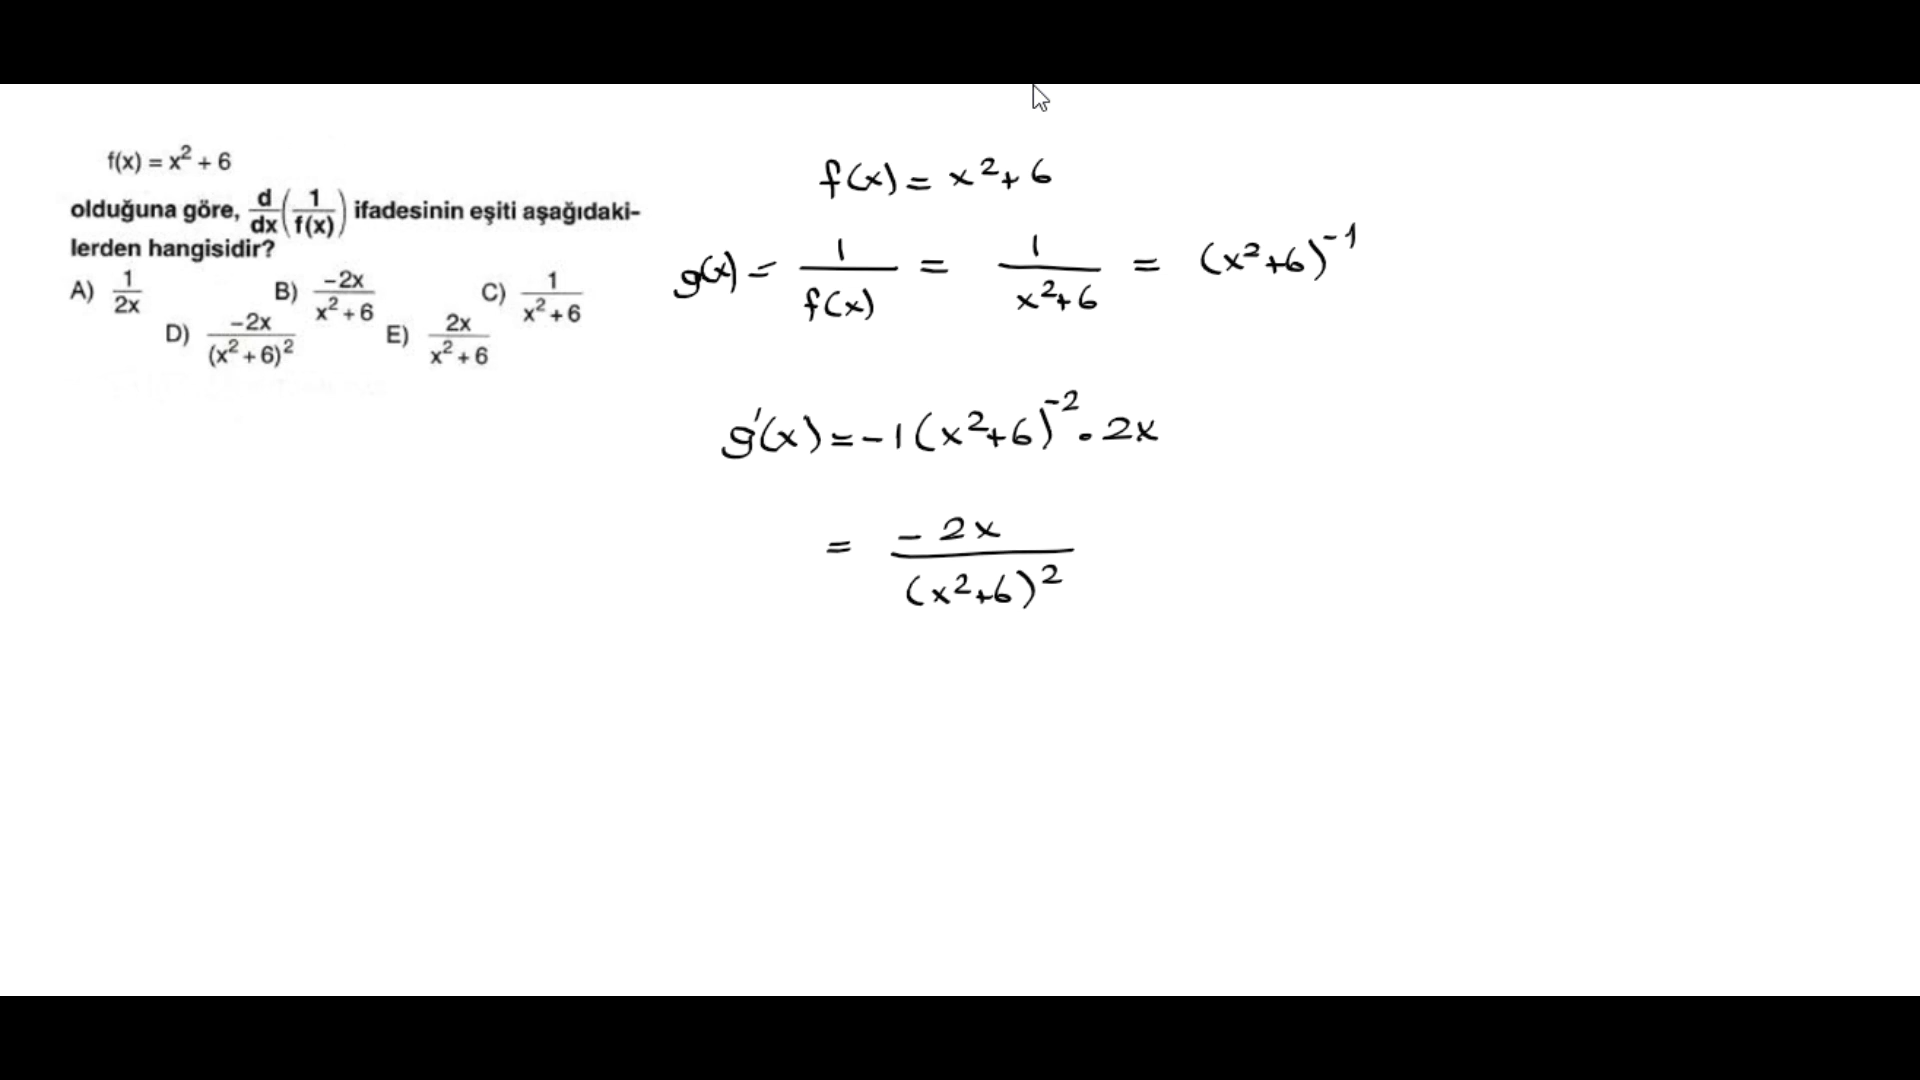 f(x) = x² + 6
olduğuna göre, d/dx (1/f(x)) ifadesinin eşiti aşağıdaki-
lerden hangisidir?
A) 1/2x B) -2x/x² + 6 C) 1/x² + 6
D) -2x/(x² + 6)² E) 2x/x² + 6
f(x) = x² + 6
g(x) = 1/f(x) = 1/x² + 6 = (x² + 6)⁻¹
g'(x) = -1 (x² + 6)⁻² . 2x
= -2x/(x² + 6)²